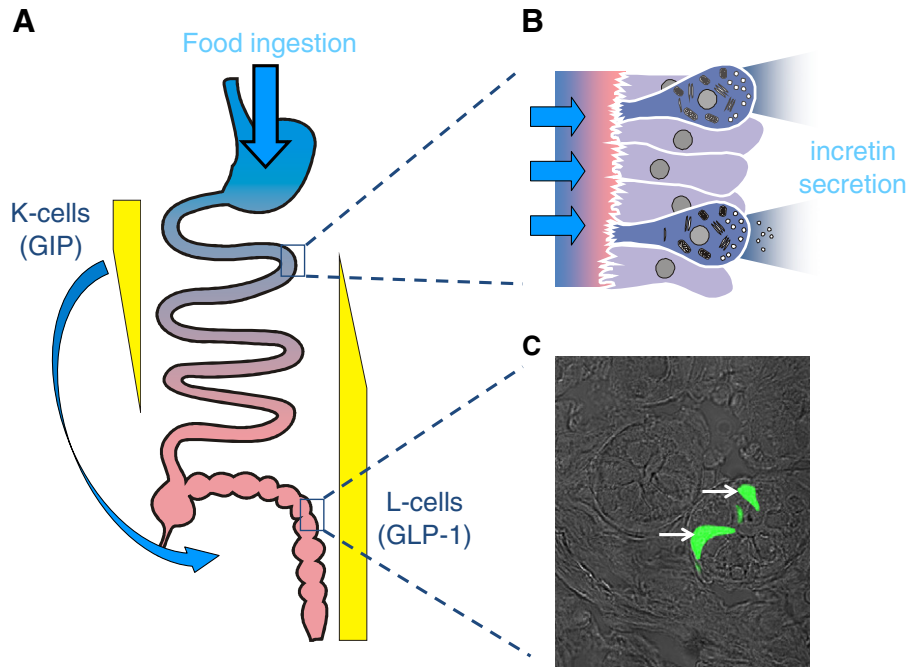 A
Food ingestion
K-cells
(GIP)
L-cells
(GLP-1)
B
incretin
secretion
C